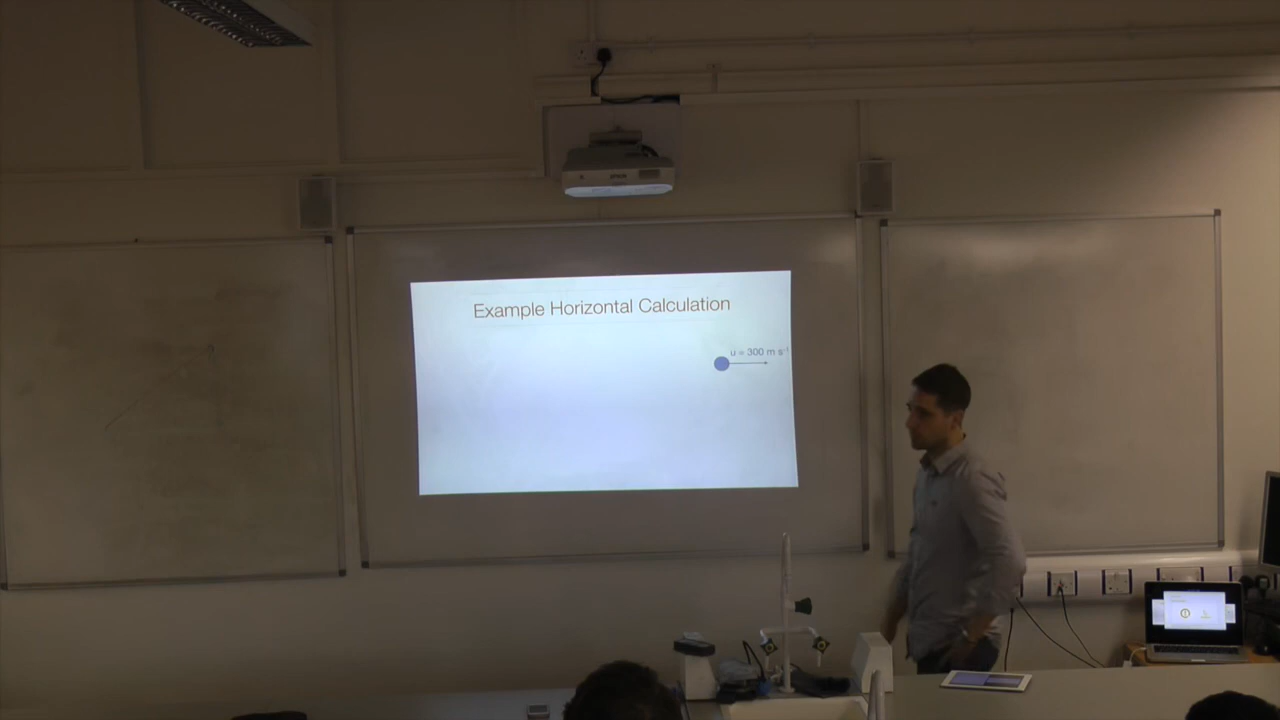 Example Horizontal Calculation
u = 300 m s⁻¹